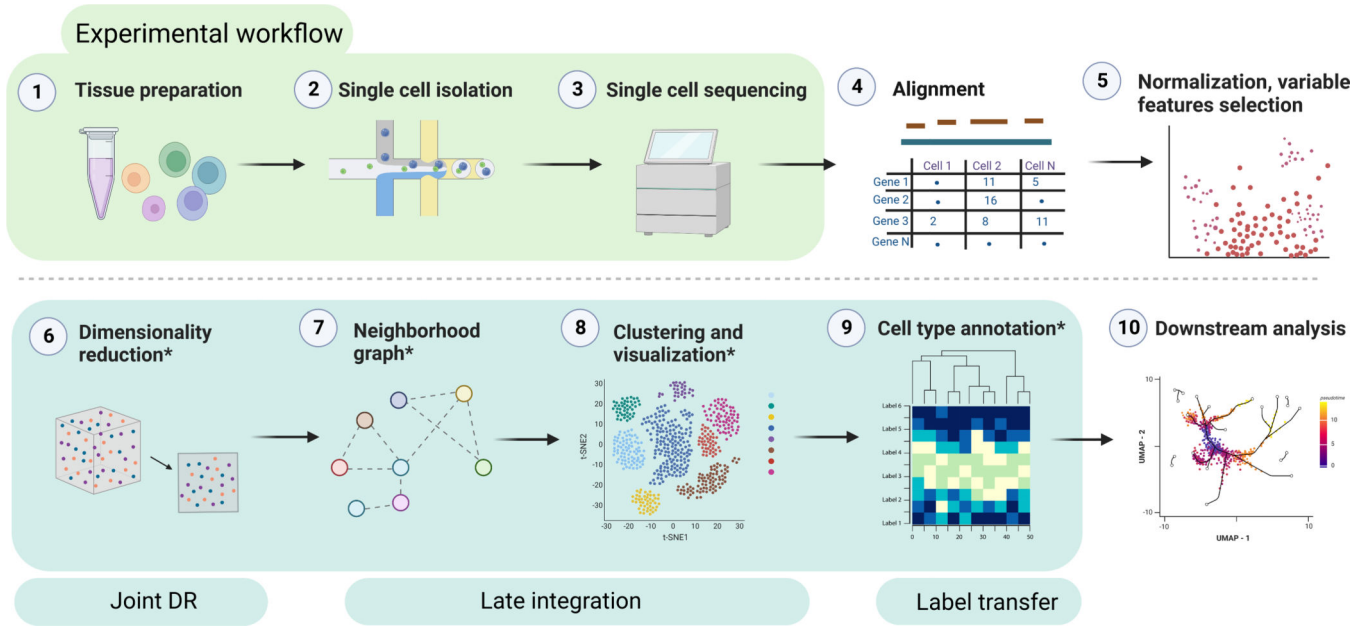 Experimental workflow
1 Tissue preparation
2 Single cell isolation
3 Single cell sequencing
4 Alignment
Cell 1 Cell 2 Cell N
Gene 1 • 11 5
Gene 2 • 16 •
Gene 3 2 8 11
Gene N • • •
5 Normalization, variable
features selection
6 Dimensionality
reduction*
7 Neighborhood
graph*
8 Clustering and
visualization*
30
20
10
0
-10
-20
-30
t-SNE2
-30 -20 -10 0 10 20 30
t-SNE1
9 Cell type annotation*
Label 6
Label 5
Label 4
Label 3
Label 2
Label 1
0 10 20 30 40 50
10 Downstream analysis
10
-10
UMAP - 2
-10 10
UMAP - 1
pseudotime
10
5
0
Joint DR
Late integration
Label transfer